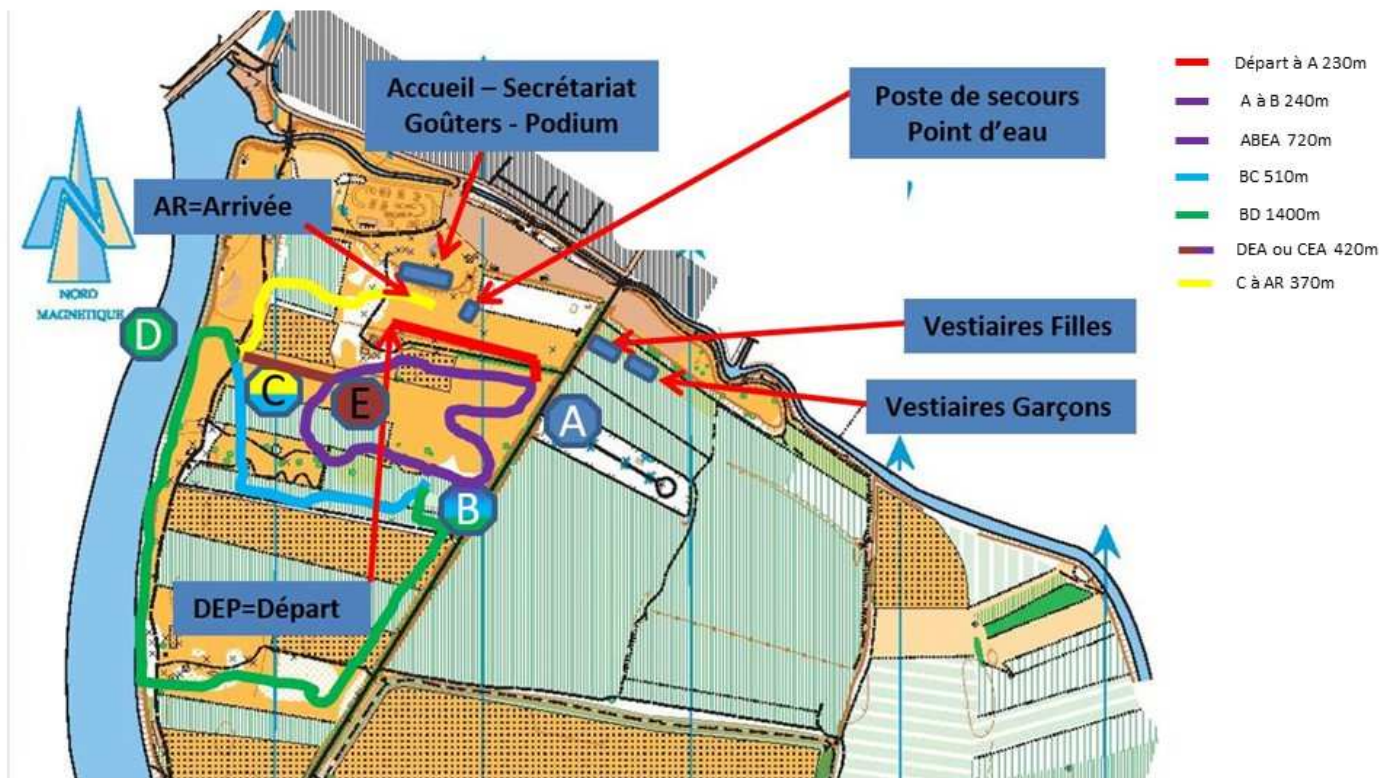 Accueil – Secrétariat
Goûters - Podium
Poste de secours
Point d'eau
AR=Arrivée
NORD
MAGNETIQUE
D
Vestiaires Filles
C
E
A
Vestiaires Garçons
B
DEP=Départ
Départ à A 230m
A à B 240m
ABEA 720m
BC 510m
BD 1400m
DEA ou CEA 420m
C à AR 370m